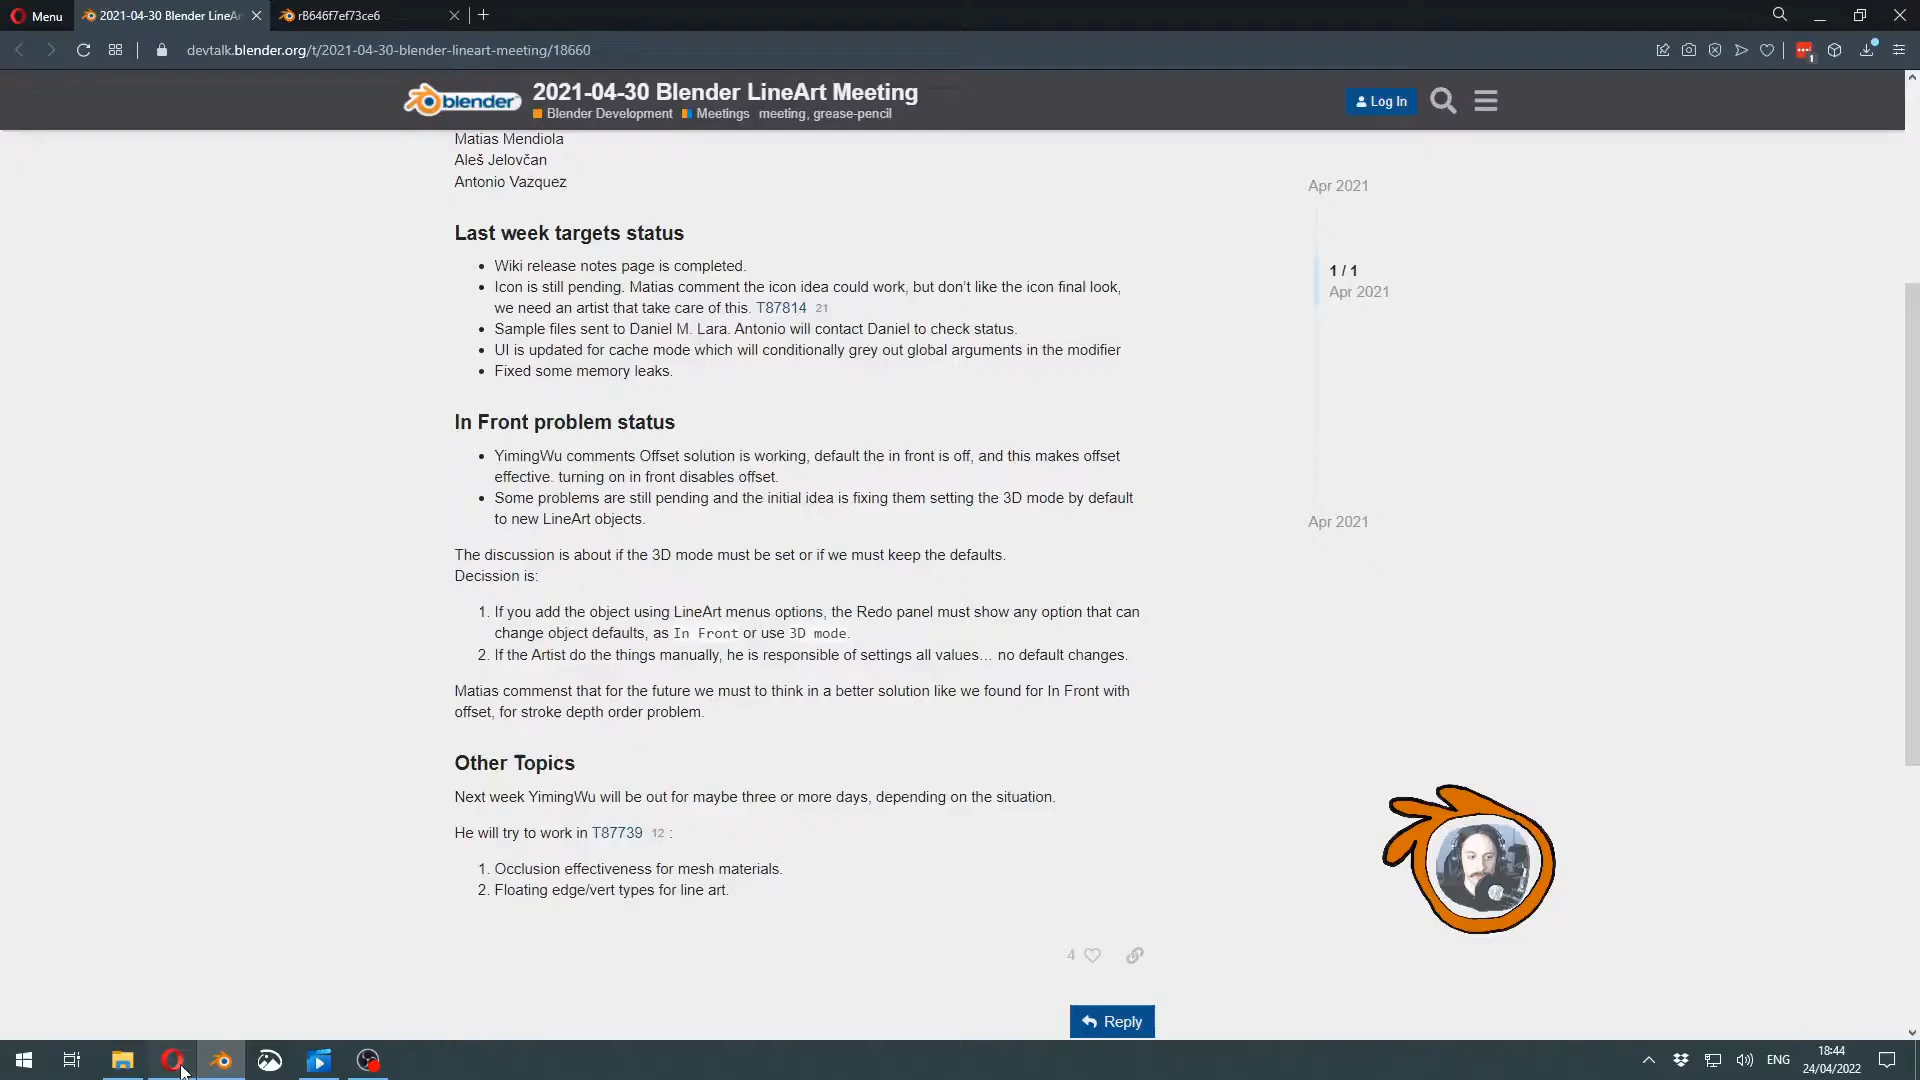 Menu
2021-04-30 Blender LineAr
rB646f7ef73ce6
devtalk.blender.org/t/2021-04-30-blender-lineart-meeting/18660
1
blender
2021-04-30 Blender LineArt Meeting
Blender Development Meetings meeting, grease-pencil
Log In
Matias Mendiola
Aleš Jelovčan
Antonio Vazquez
Last week targets status
Wiki release notes page is completed.
Icon is still pending. Matias comment the icon idea could work, but don’t like the icon final look,
we need an artist that take care of this. T87814 21
Sample files sent to Daniel M. Lara. Antonio will contact Daniel to check status.
UI is updated for cache mode which will conditionally grey out global arguments in the modifier
Fixed some memory leaks.
In Front problem status
YimingWu comments Offset solution is working, default the in front is off, and this makes offset
effective. turning on in front disables offset.
Some problems are still pending and the initial idea is fixing them setting the 3D mode by default
to new LineArt objects.
The discussion is about if the 3D mode must be set or if we must keep the defaults.
Decission is:
1. If you add the object using LineArt menus options, the Redo panel must show any option that can
change object defaults, as In Front or use 3D mode.
2. If the Artist do the things manually, he is responsible of settings all values… no default changes.
Matias commenst that for the future we must to think in a better solution like we found for In Front with
offset, for stroke depth order problem.
Other Topics
Next week YimingWu will be out for maybe three or more days, depending on the situation.
He will try to work in T87739 12 :
1. Occlusion effectiveness for mesh materials.
2. Floating edge/vert types for line art.
4
Reply
Apr 2021
1 / 1
Apr 2021
Apr 2021
ENG
18:44
24/04/2022